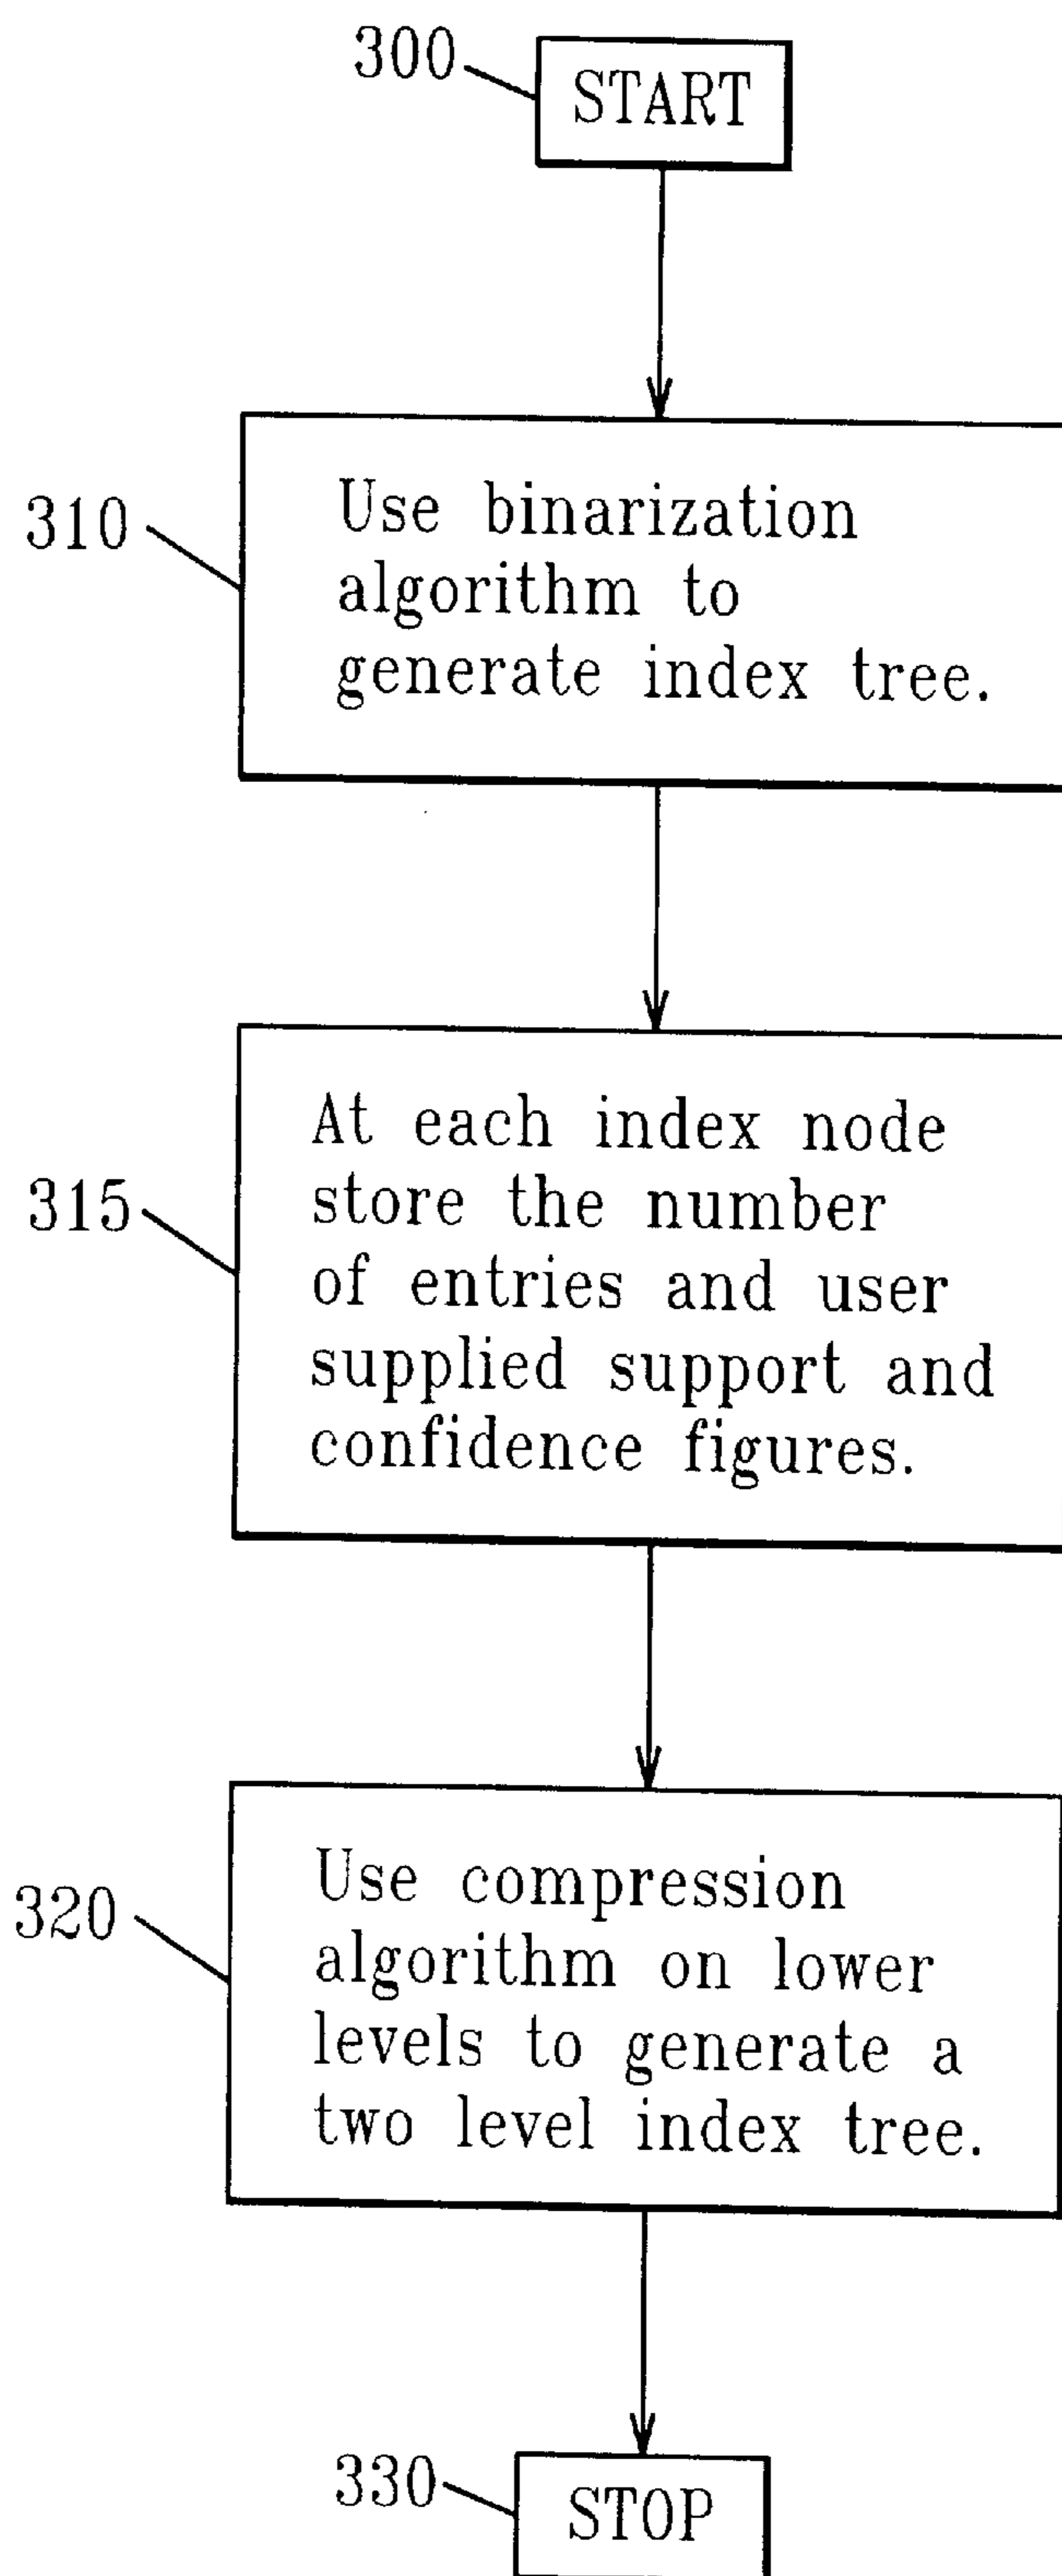 300
START
310
Use binarization
algorithm to
generate index tree.
315
At each index node
store the number
of entries and user
supplied support and
confidence figures.
320
Use compression
algorithm on lower
levels to generate a
two level index tree.
330
STOP